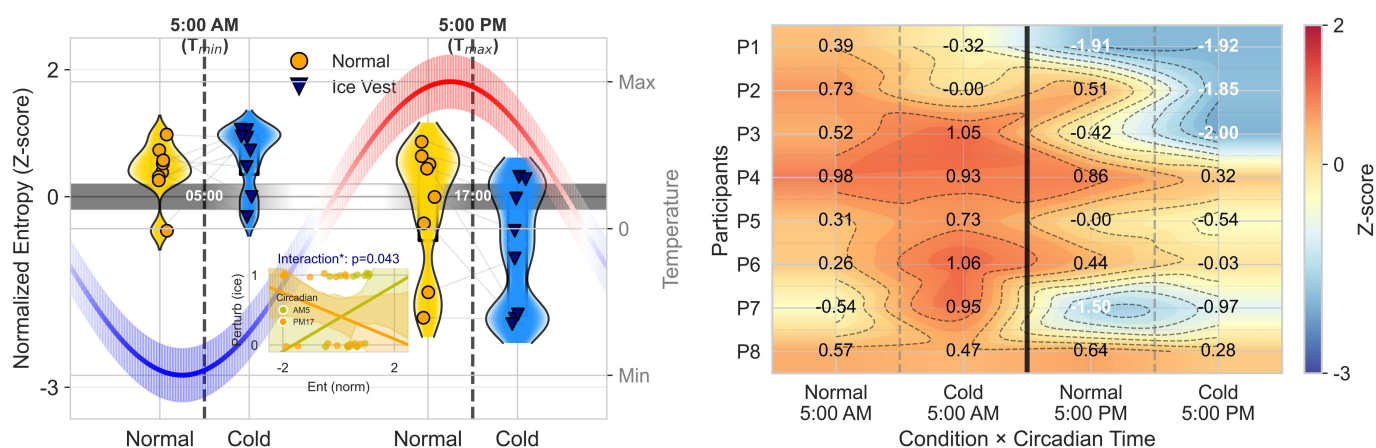 5:00 AM
(Tmin)
5:00 PM
(Tmax)
Normal
Ice Vest
Normalized Entropy (Z-score)
2
0
-3
05:00
17:00
Max
0
Min
Temperature
Interaction*: p=0.043
Perturb (ice)
1
0
Circadian
AM5
PM17
-2
2
Ent (norm)
Normal
Cold
Normal
Cold
Participants
P1 0.39 -0.32 -1.91 -1.92
P2 0.73 -0.00 0.51 -1.85
P3 0.52 1.05 -0.42 -2.00
P4 0.98 0.93 0.86 0.32
P5 0.31 0.73 -0.00 -0.54
P6 0.26 1.06 0.44 -0.03
P7 -0.54 0.95 -1.50 -0.97
P8 0.57 0.47 0.64 0.28
Normal Cold Normal Cold
5:00 AM 5:00 AM 5:00 PM 5:00 PM
Condition × Circadian Time
2
0
-3
Z-score